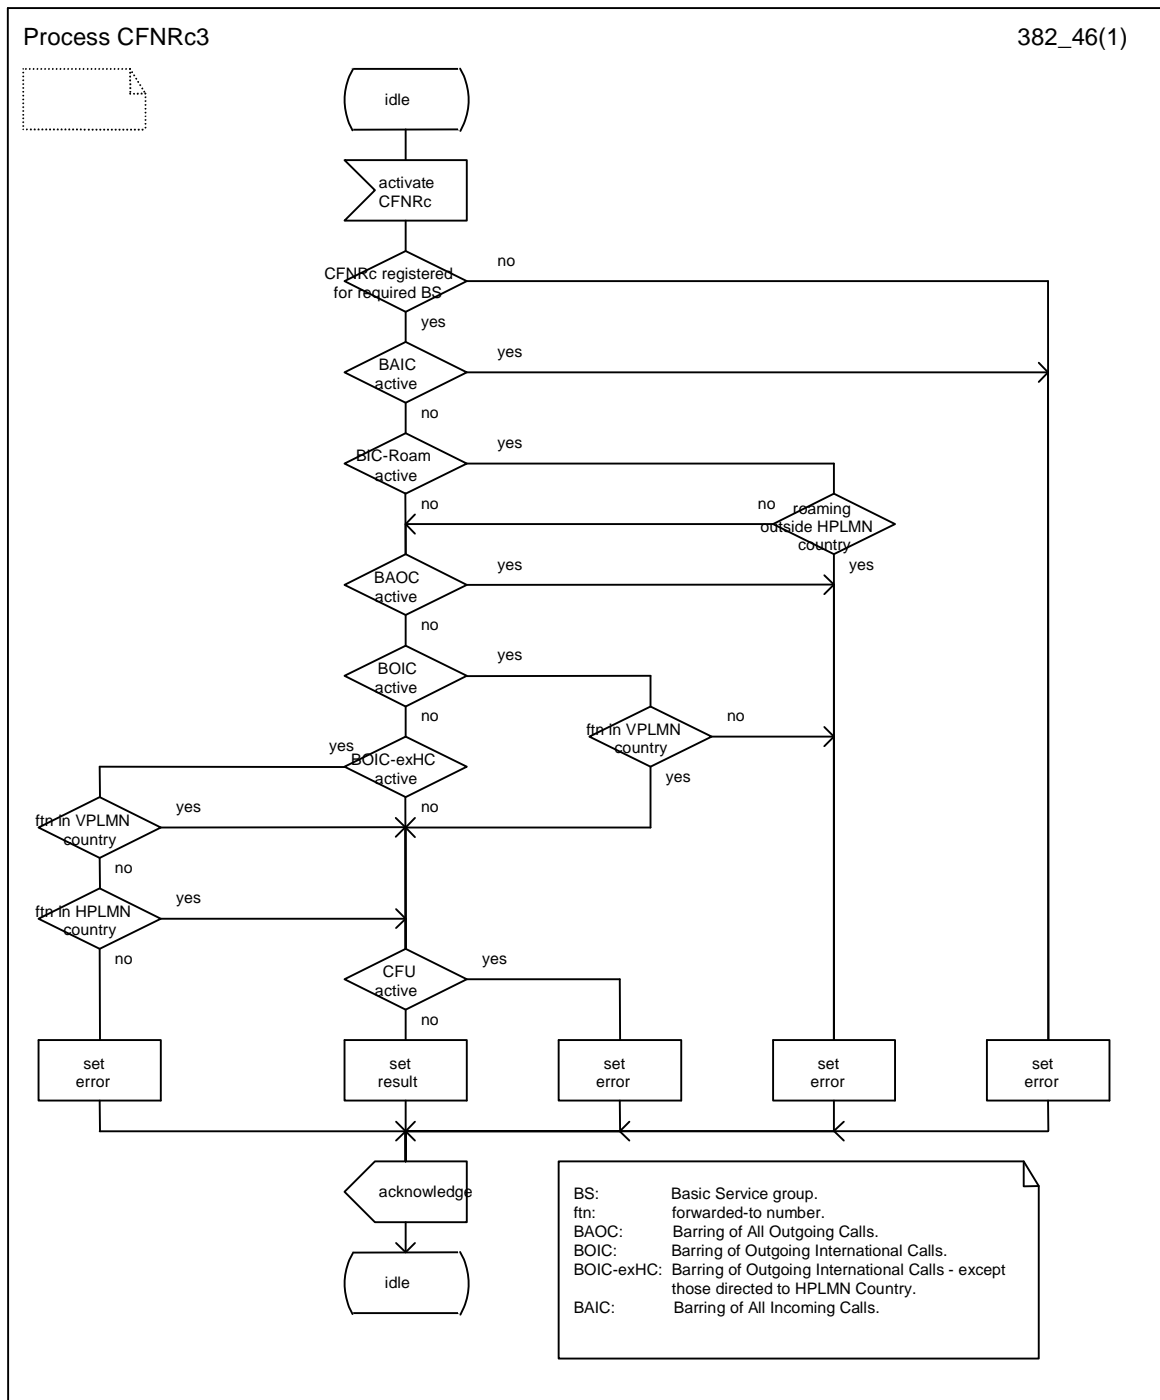 Process CFNRc3
382_46(1)
idle
activate
CFNRc
CFNRc registered
for required BS
no
yes
BAIC
active
yes
no
BIC-Roam
active
yes
no
no
roaming
outside HPLMN
country
yes
BAOC
active
yes
no
BOIC
active
yes
no
ftn in VPLMN
country
no
yes
yes
BOIC-exHC
active
no
ftn in VPLMN
country
yes
no
ftn in HPLMN
country
yes
no
CFU
active
yes
no
set
error
set
result
set
error
set
error
set
error
acknowledge
idle
BS: Basic Service group.
ftn: forwarded-to number.
BAOC: Barring of All Outgoing Calls.
BOIC: Barring of Outgoing International Calls.
BOIC-exHC: Barring of Outgoing International Calls - except
those directed to HPLMN Country.
BAIC: Barring of All Incoming Calls.